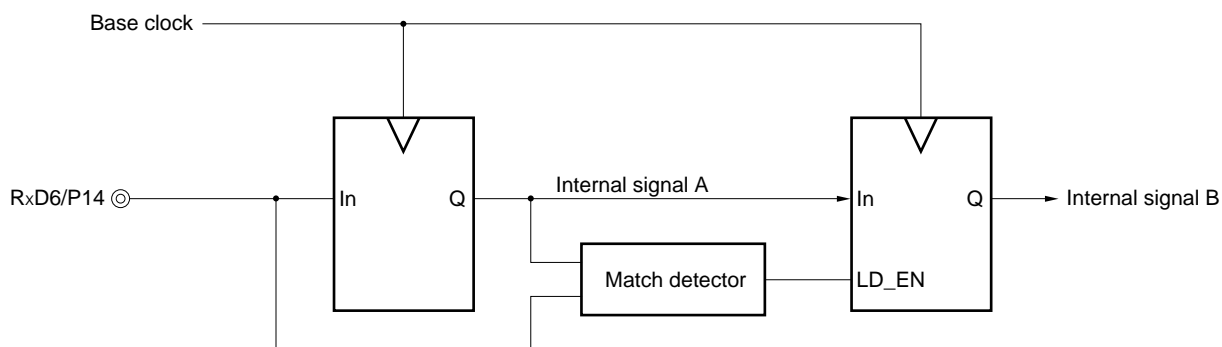 Base clock
RxD6/P14
In
Q
Internal signal A
In
Q
Internal signal B
Match detector
LD_EN